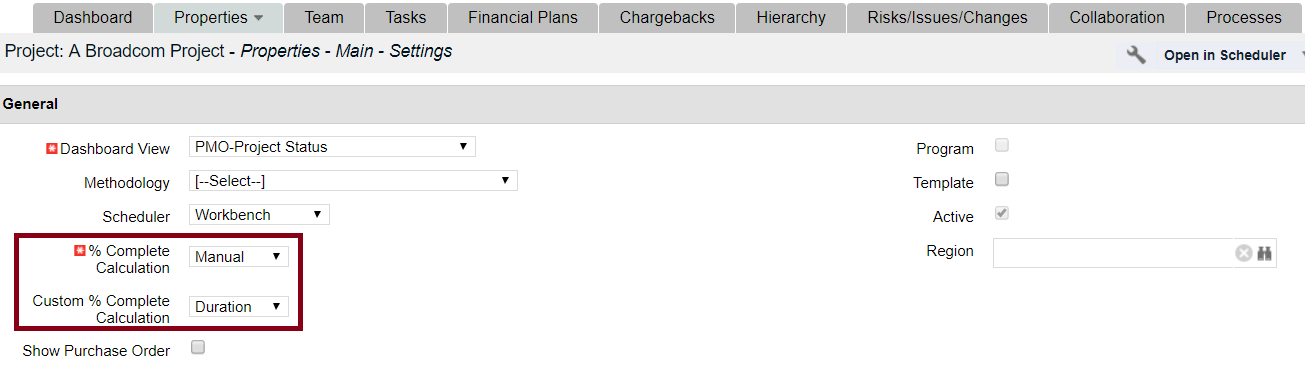 Dashboard Properties Team Tasks Financial Plans Chargebacks Hierarchy Risks/Issues/Changes Collaboration Processes
Project: A Broadcom Project - Properties - Main - Settings
Open in Scheduler
General
Dashboard View PMO-Project Status
Program
Methodology [--Select--]
Template
Scheduler Workbench
Active
% Complete
Calculation Manual
Region
Custom % Complete
Calculation Duration
Show Purchase Order